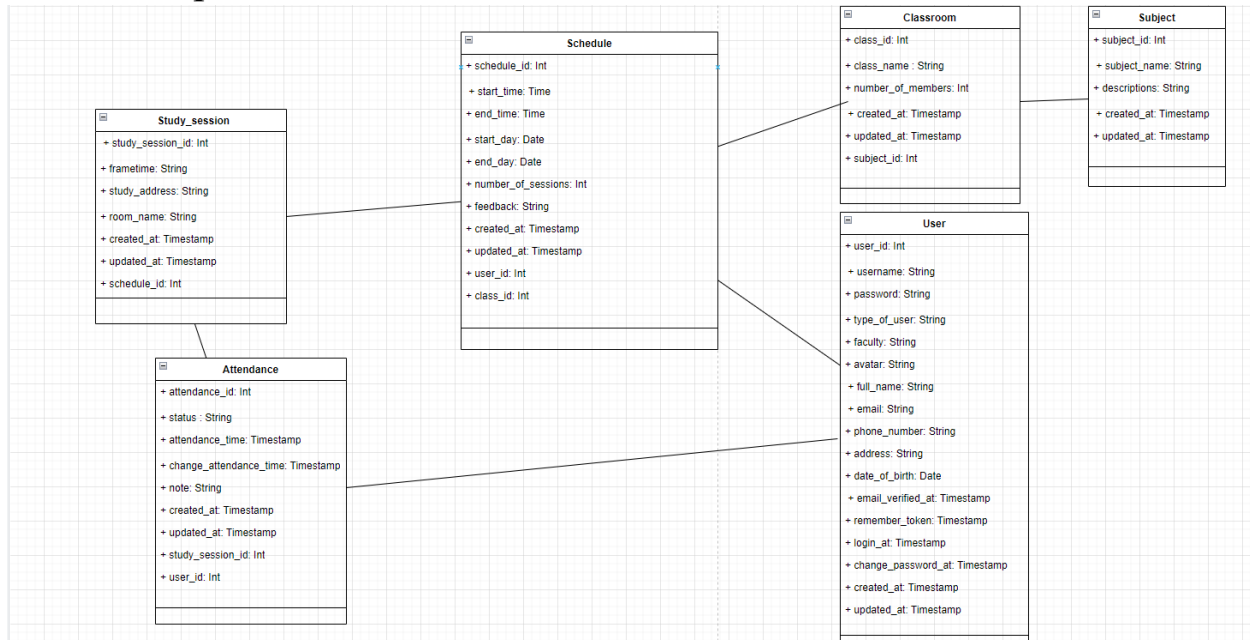 Study_session
+ study_session_id: Int
+ frametime: String
+ study_address: String
+ room_name: String
+ created_at: Timestamp
+ updated_at: Timestamp
+ schedule_id: Int
Attendance
+ attendance_id: Int
+ status : String
+ attendance_time: Timestamp
+ change_attendance_time: Timestamp
+ note: String
+ created_at: Timestamp
+ updated_at: Timestamp
+ study_session_id: Int
+ user_id: Int
Schedule
+ schedule_id: Int
+ start_time: Time
+ end_time: Time
+ start_day: Date
+ end_day: Date
+ number_of_sessions: Int
+ feedback: String
+ created_at: Timestamp
+ updated_at: Timestamp
+ user_id: Int
+ class_id: Int
Classroom
+ class_id: Int
+ class_name : String
+ number_of_members: Int
+ created_at: Timestamp
+ updated_at: Timestamp
+ subject_id: Int
Subject
+ subject_id: Int
+ subject_name: String
+ descriptions: String
+ created_at: Timestamp
+ updated_at: Timestamp
User
+ user_id: Int
+ username: String
+ password: String
+ type_of_user: String
+ faculty: String
+ avatar: String
+ full_name: String
+ email: String
+ phone_number: String
+ address: String
+ date_of_birth: Date
+ email_verified_at: Timestamp
+ remember_token: Timestamp
+ login_at: Timestamp
+ change_password_at: Timestamp
+ created_at: Timestamp
+ updated_at: Timestamp